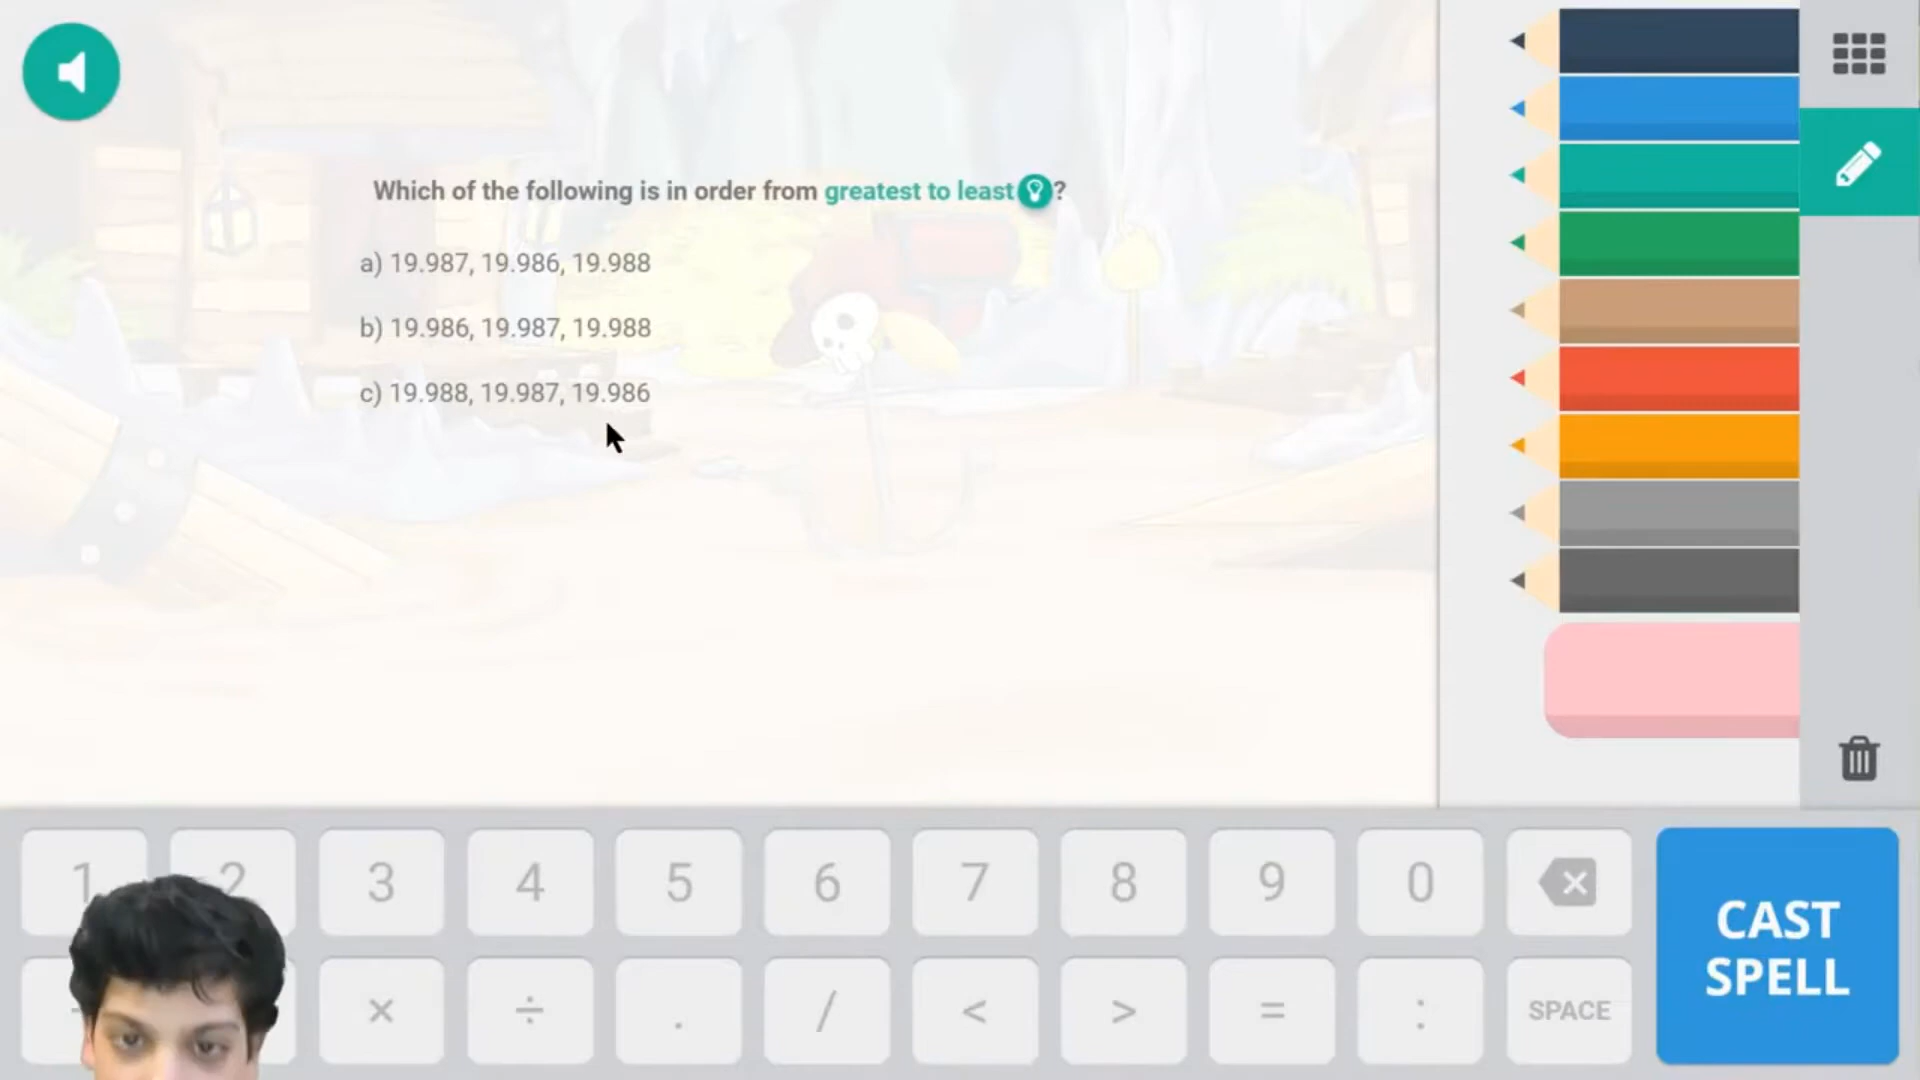 Which of the following is in order from greatest to least?
a) 19.987, 19.986, 19.988
b) 19.986, 19.987, 19.988
c) 19.988, 19.987, 19.986
1 2 3 4 5 6 7 8 9 0
CAST
SPELL
× ÷ . / < > = : SPACE